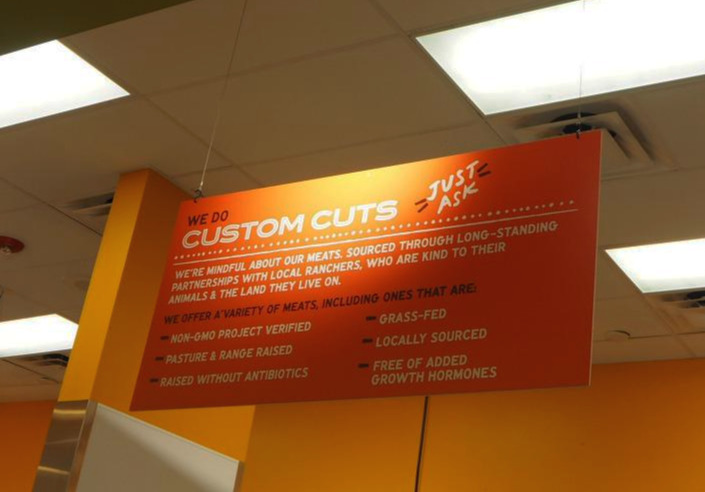 WE DO
CUSTOM CUTS
JUST
ASK
WE'RE MINDFUL ABOUT OUR MEATS. SOURCED THROUGH LONG-STANDING
PARTNERSHIPS WITH LOCAL RANCHERS, WHO ARE KIND TO THEIR
ANIMALS & THE LAND THEY LIVE ON.
WE OFFER A VARIETY OF MEATS, INCLUDING ONES THAT ARE:
NON-GMO PROJECT VERIFIED
PASTURE & RANGE RAISED
RAISED WITHOUT ANTIBIOTICS
GRASS-FED
LOCALLY SOURCED
FREE OF ADDED
GROWTH HORMONES